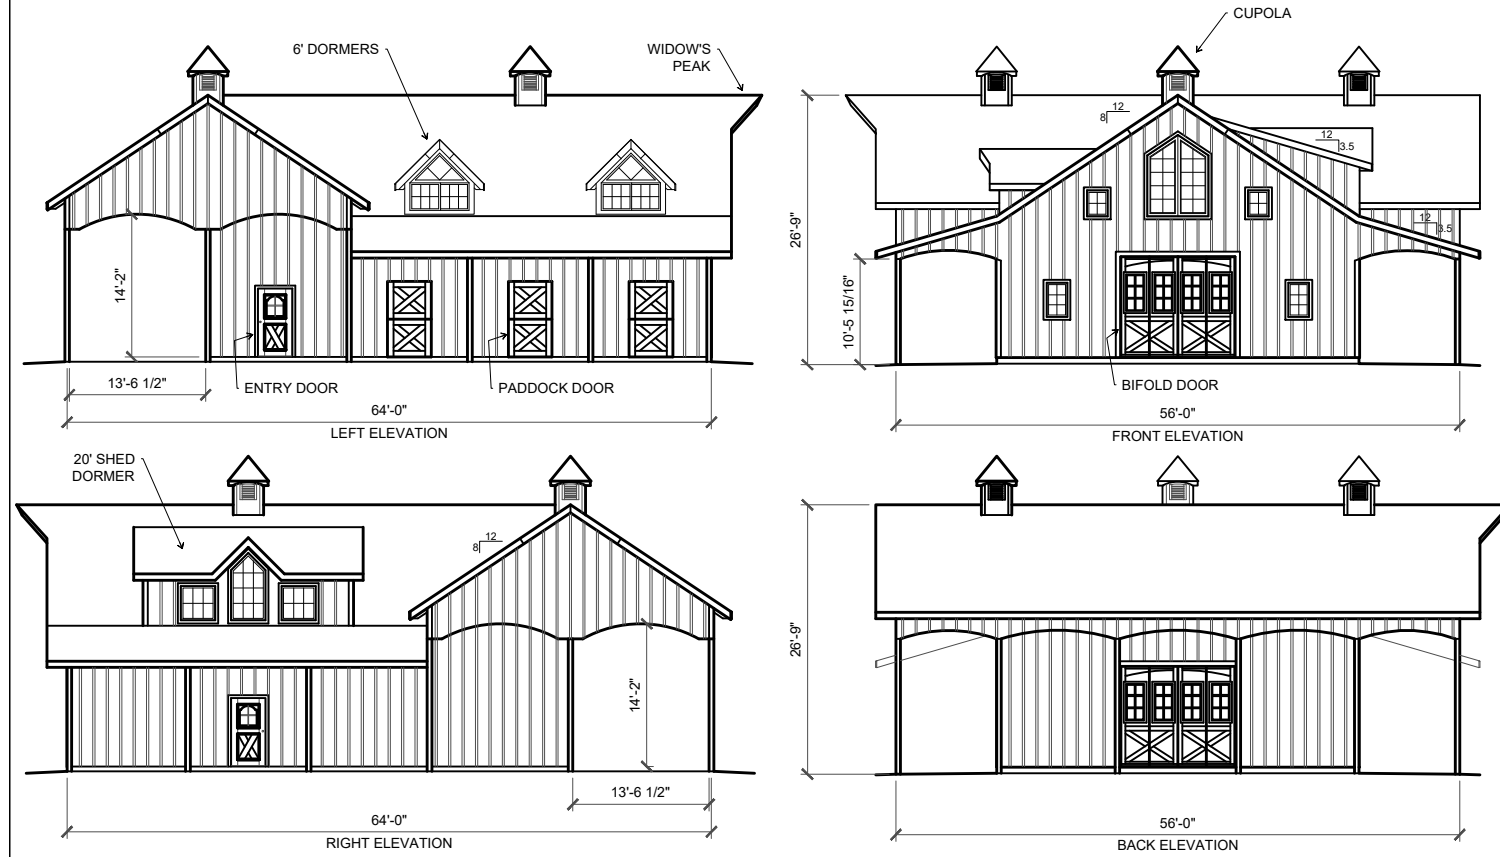 6' DORMERS
WIDOW'S
PEAK
14'-2"
ENTRY DOOR
PADDOCK DOOR
13'-6 1/2"
64'-0"
LEFT ELEVATION
CUPOLA
12
8
12
3.5
12
3.5
26'-9"
10'-5 15/16"
BIFOLD DOOR
56'-0"
FRONT ELEVATION
20' SHED
DORMER
12
8
14'-2"
13'-6 1/2"
64'-0"
RIGHT ELEVATION
26'-9"
56'-0"
BACK ELEVATION